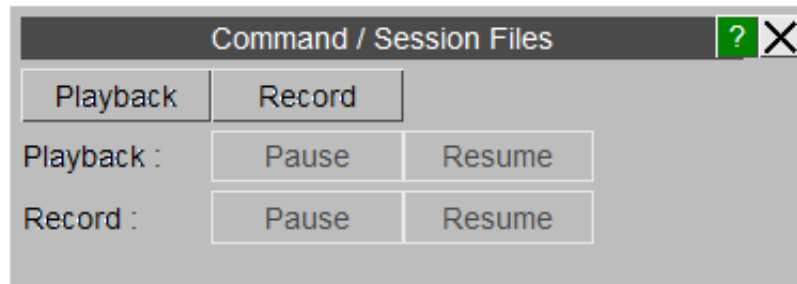 Command / Session Files ?
Playback Record
Playback : Pause Resume
Record : Pause Resume